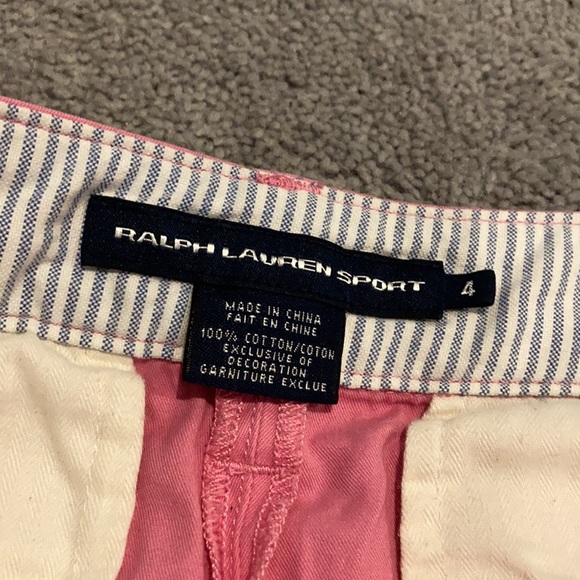 RALPH LAUREN SPORT
4
MADE IN CHINA
FAIT EN CHINE
100% COTTON/COTON
EXCLUSIVE OF
DECORATION
GARNITURE EXCLUE